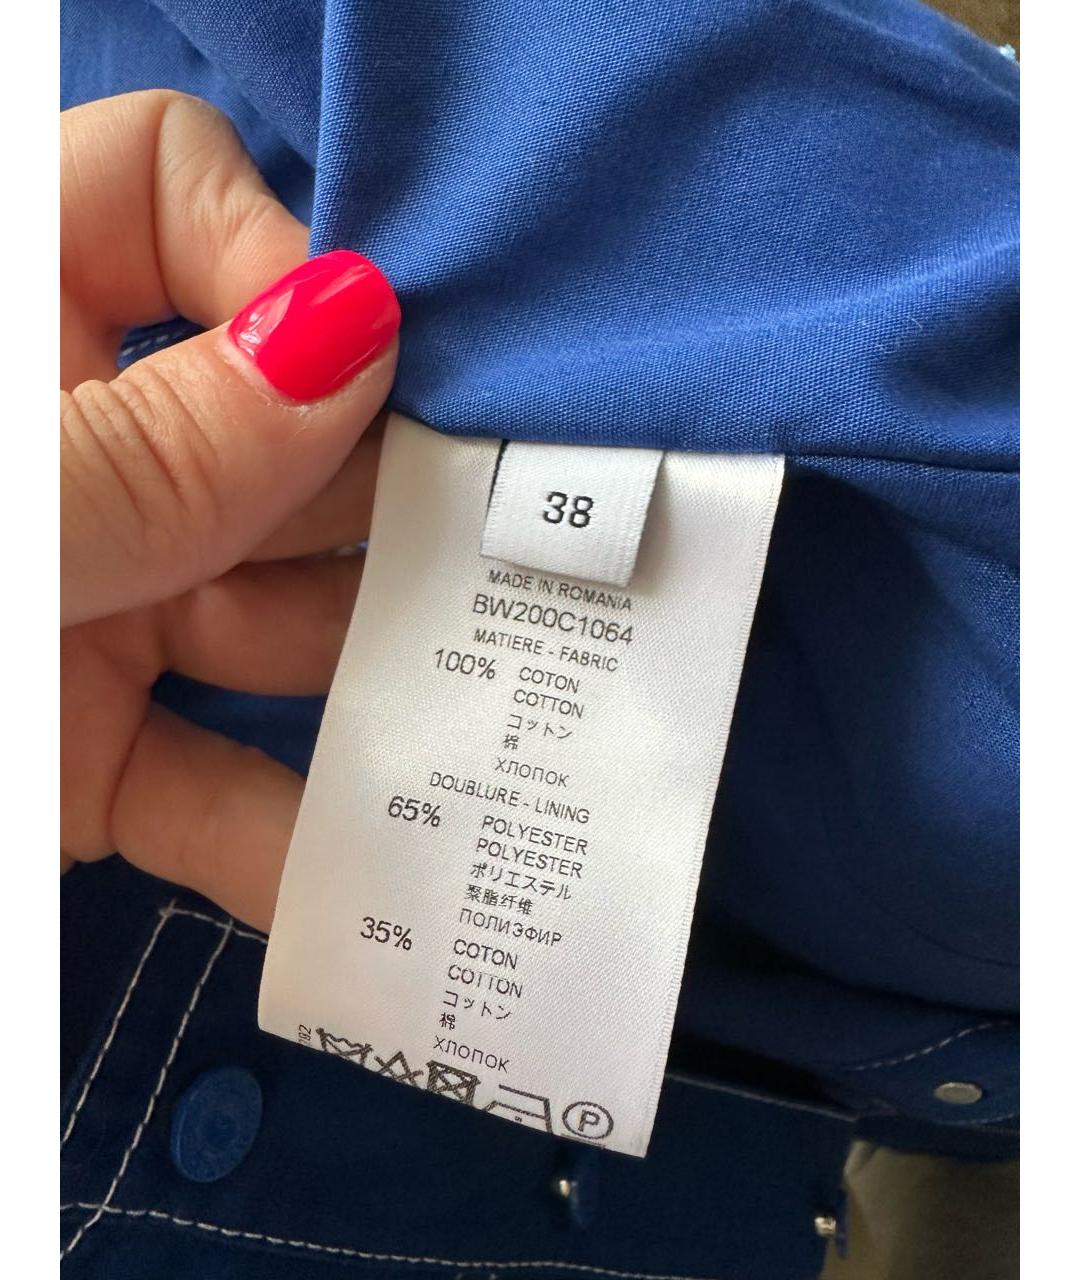 38
MADE IN ROMANIA
BW200C1064
MATIERE - FABRIC
100% COTON
COTTON
コットン
棉
ХЛОПОК
DOUBLURE - LINING
65% POLYESTER
POLYESTER
ポリエステル
聚脂纤维
ПОЛИЭФИР
35% COTON
COTTON
コットン
棉
ХЛОПОК
P